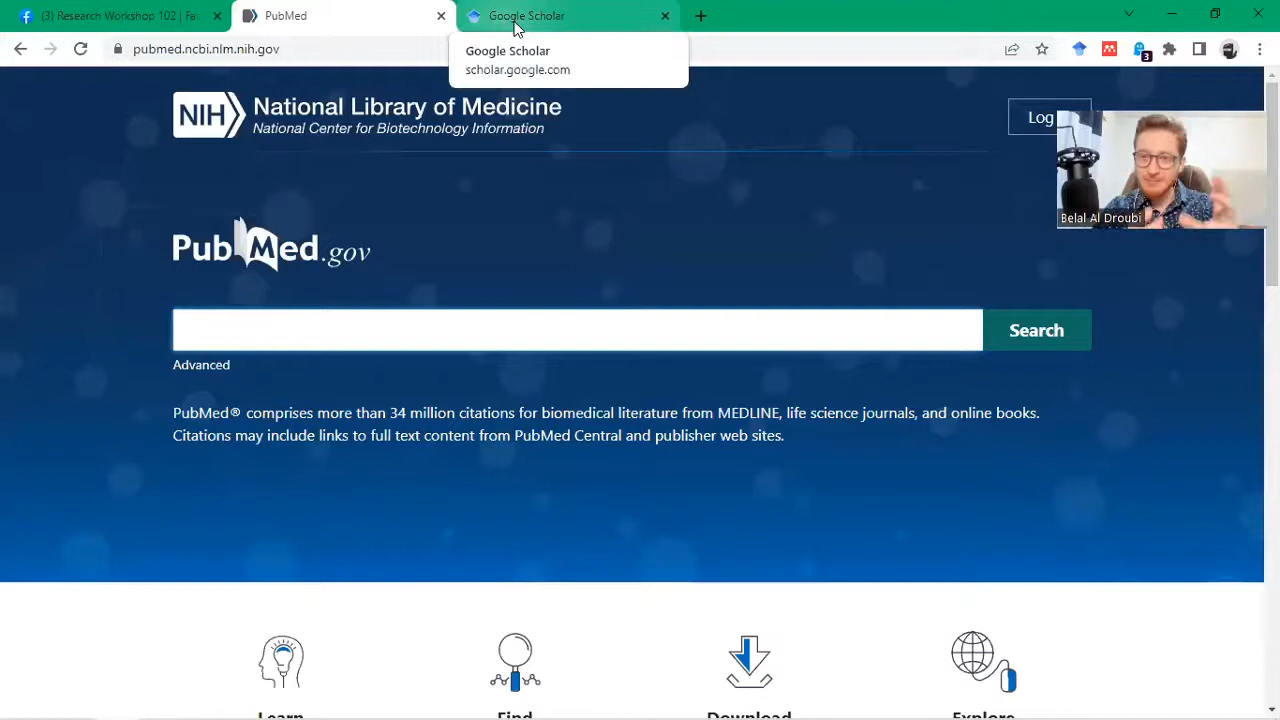 (3) Research Workshop 102 | Fa
PubMed
Google Scholar
pubmed.ncbi.nlm.nih.gov
3
Google Scholar
scholar.google.com
NIH
National Library of Medicine
National Center for Biotechnology Information
Log
Belal Al Droubi
PubMed.gov
Search
Advanced
PubMed® comprises more than 34 million citations for biomedical literature from MEDLINE, life science journals, and online books.
Citations may include links to full text content from PubMed Central and publisher web sites.
Learn
Find
Download
Explore